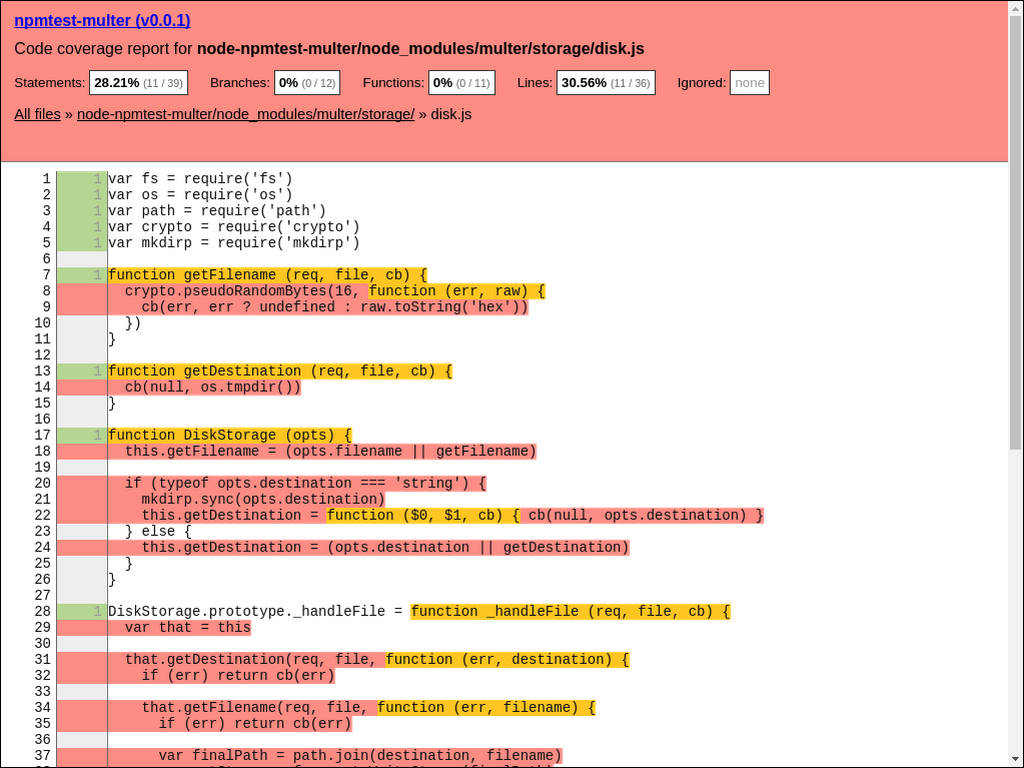 npmtest-multer (v0.0.1)
Code coverage report for node-npmtest-multer/node_modules/multer/storage/disk.js
Statements: 28.21% (11 / 39) Branches: 0% (0 / 12) Functions: 0% (0 / 11) Lines: 30.56% (11 / 36) Ignored: none
All files » node-npmtest-multer/node_modules/multer/storage/ » disk.js
1 1 var fs = require('fs')
2 1 var os = require('os')
3 1 var path = require('path')
4 1 var crypto = require('crypto')
5 1 var mkdirp = require('mkdirp')
6
7 1 function getFilename (req, file, cb) {
8 crypto.pseudoRandomBytes(16, function (err, raw) {
9 cb(err, err ? undefined : raw.toString('hex'))
10 })
11 }
12
13 1 function getDestination (req, file, cb) {
14 cb(null, os.tmpdir())
15 }
16
17 1 function DiskStorage (opts) {
18 this.getFilename = (opts.filename || getFilename)
19
20 if (typeof opts.destination === 'string') {
21 mkdirp.sync(opts.destination)
22 this.getDestination = function ($0, $1, cb) { cb(null, opts.destination) }
23 } else {
24 this.getDestination = (opts.destination || getDestination)
25 }
26 }
27
28 1 DiskStorage.prototype._handleFile = function _handleFile (req, file, cb) {
29 var that = this
30
31 that.getDestination(req, file, function (err, destination) {
32 if (err) return cb(err)
33
34 that.getFilename(req, file, function (err, filename) {
35 if (err) return cb(err)
36
37 var finalPath = path.join(destination, filename)